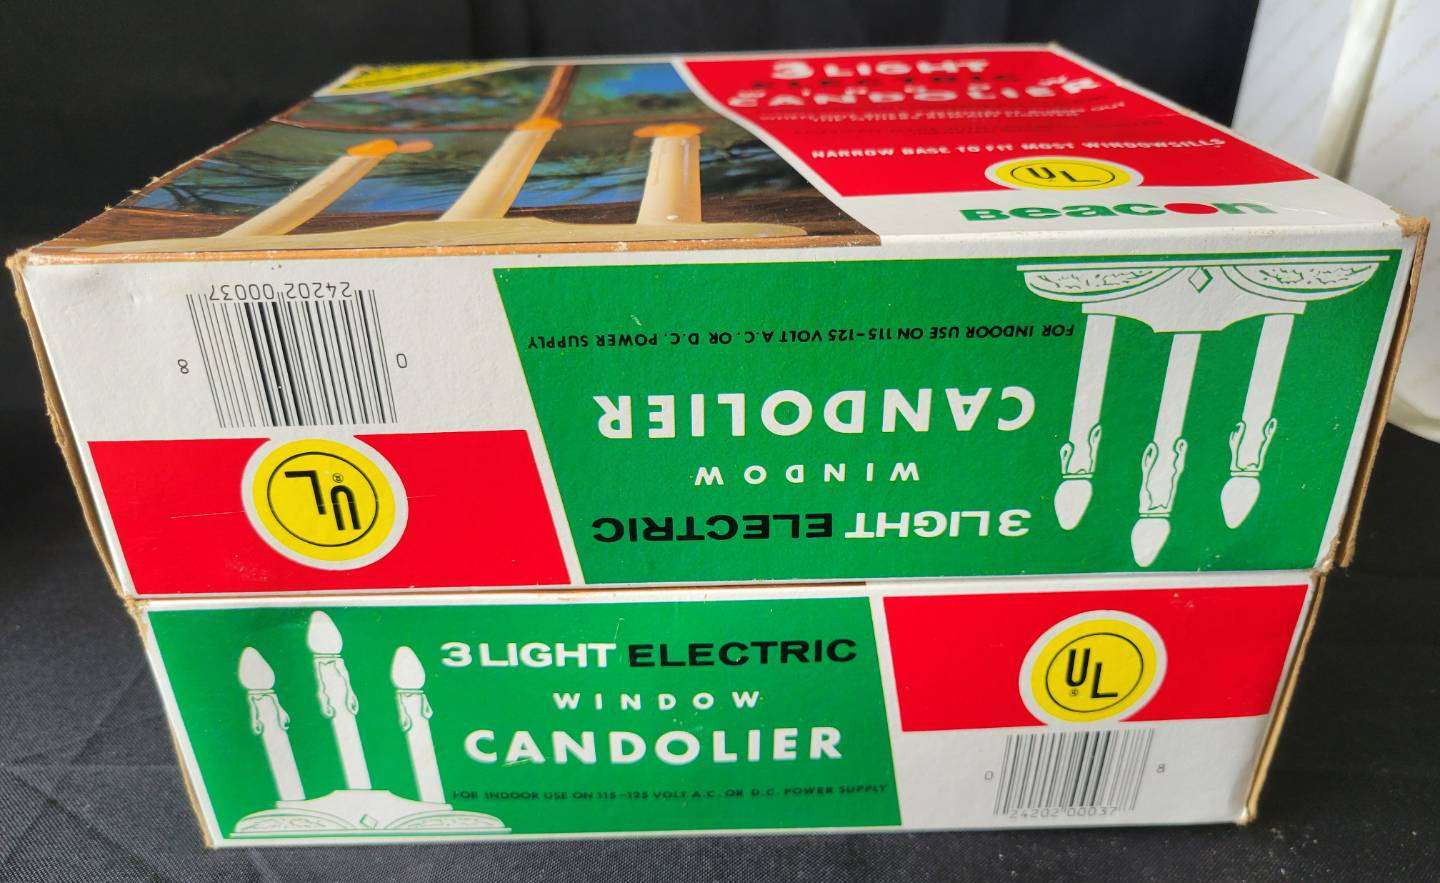 3 LIGHT
ELECTRIC
WINDOW
CANDOLIER
NARROW BASE TO FIT MOST WINDOWSILLS
UL
Beacon
24202 00037
0
8
FOR INDOOR USE ON 115-125 VOLT A.C. OR D.C. POWER SUPPLY
CANDOLIER
WINDOW
3 LIGHT ELECTRIC
UL®
3 LIGHT ELECTRIC
WINDOW
CANDOLIER
FOR INDOOR USE ON 115-125 VOLT A.C. OR D.C. POWER SUPPLY
UL®
0
8
24202 00037